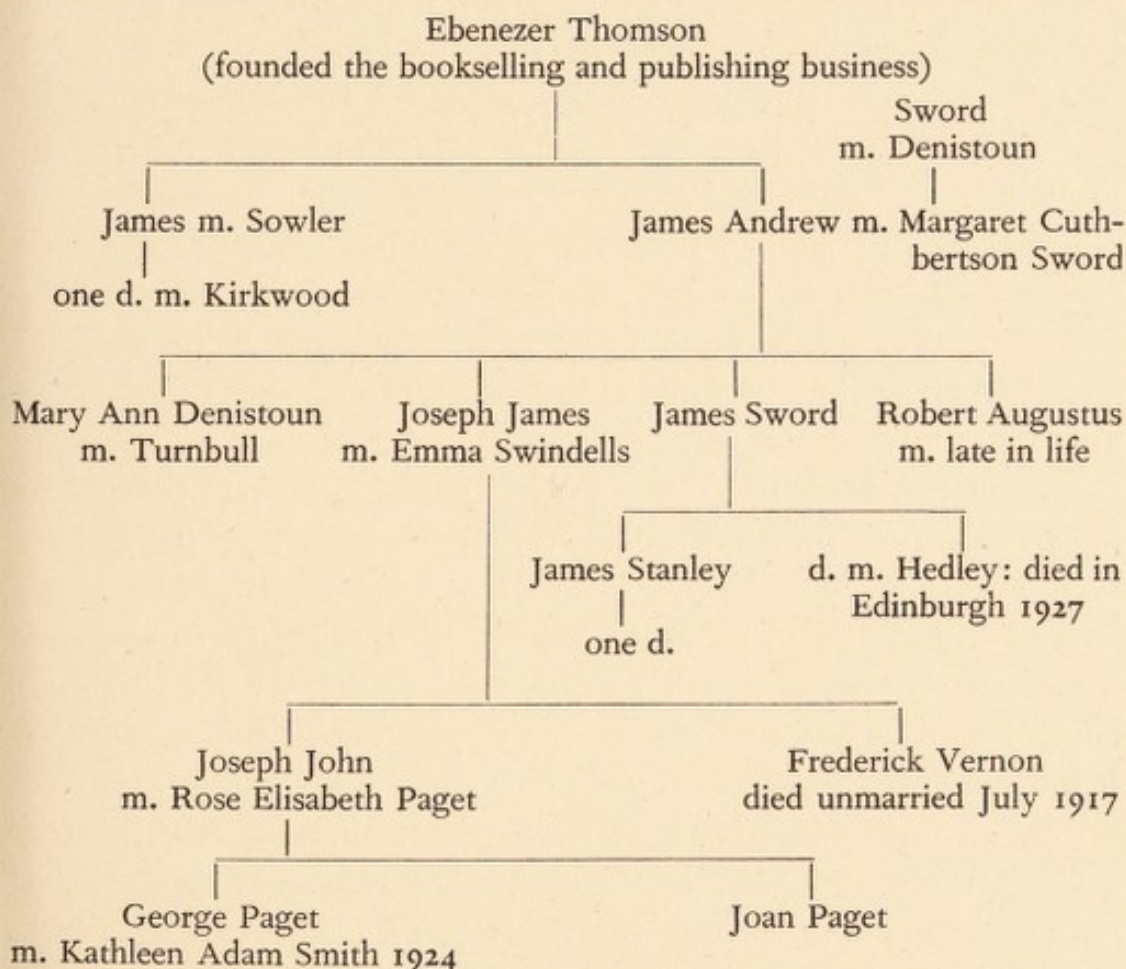 Ebenezer Thomson
(founded the bookselling and publishing business)
Sword
m. Denistoun
James m. Sowler
James Andrew m. Margaret Cuth-
bertson Sword
one d. m. Kirkwood
Mary Ann Denistoun
m. Turnbull
Joseph James
m. Emma Swindells
James Sword
Robert Augustus
m. late in life
James Stanley
one d.
d. m. Hedley: died in
Edinburgh 1927
Joseph John
m. Rose Elisabeth Paget
Frederick Vernon
died unmarried July 1917
George Paget
m. Kathleen Adam Smith 1924
Joan Paget